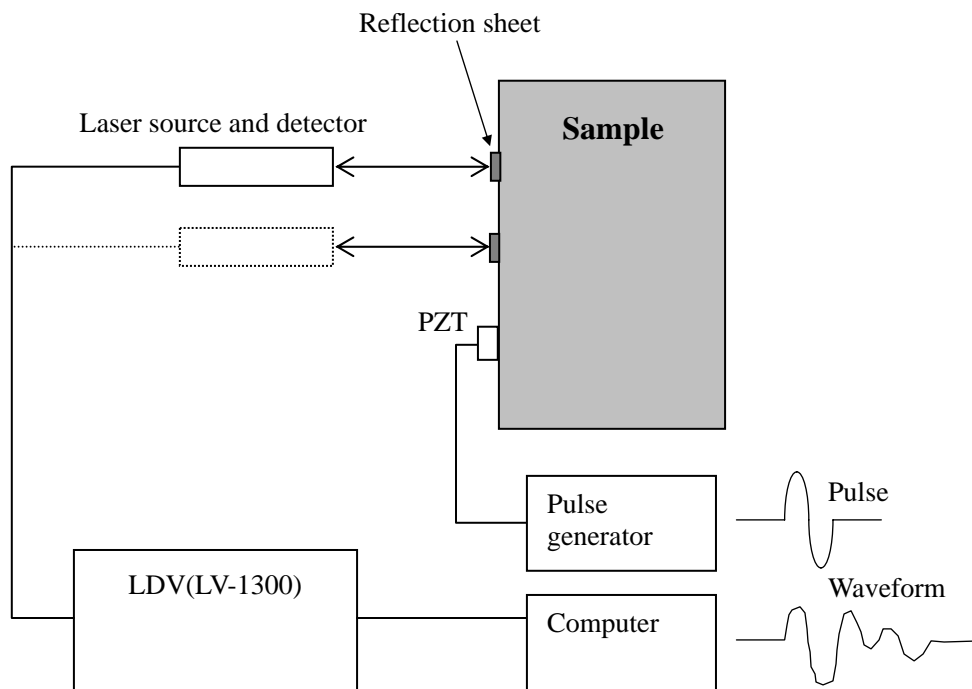 Reflection sheet
Laser source and detector
Sample
PZT
Pulse
generator
Pulse
LDV(LV-1300)
Computer
Waveform